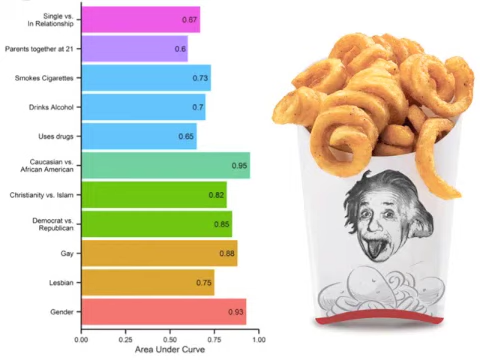 Single vs.
In Relationship
0.67
Parents together at 21
0.6
Smokes Cigarettes
0.73
Drinks Alcohol
0.7
Uses drugs
0.65
Caucasian vs.
African American
0.95
Christianity vs. Islam
0.82
Democrat vs.
Republican
0.85
Gay
0.88
Lesbian
0.75
Gender
0.93
0.00
0.25
0.50
0.75
1.00
Area Under Curve